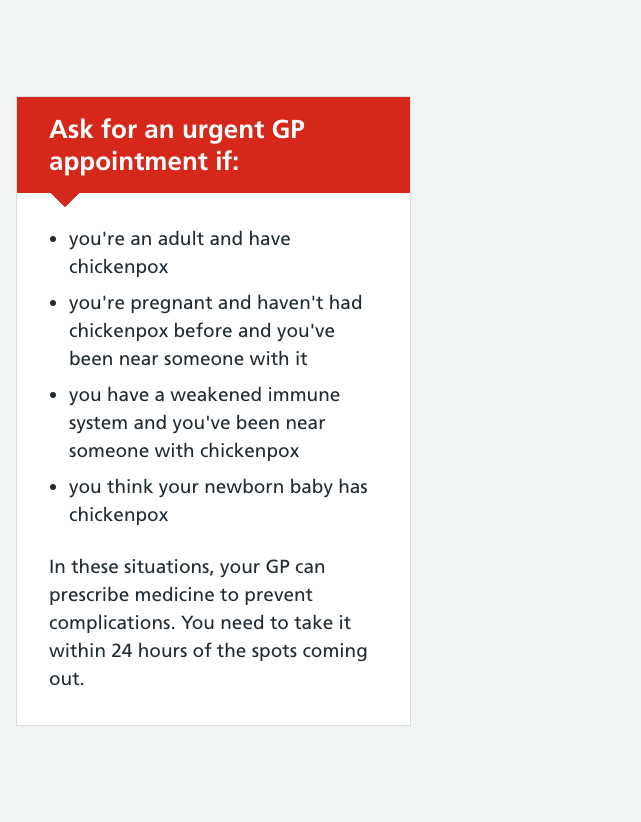 Ask for an urgent GP
appointment if:
• you're an adult and have
chickenpox
• you're pregnant and haven't had
chickenpox before and you've
been near someone with it
• you have a weakened immune
system and you've been near
someone with chickenpox
• you think your newborn baby has
chickenpox
In these situations, your GP can
prescribe medicine to prevent
complications. You need to take it
within 24 hours of the spots coming
out.